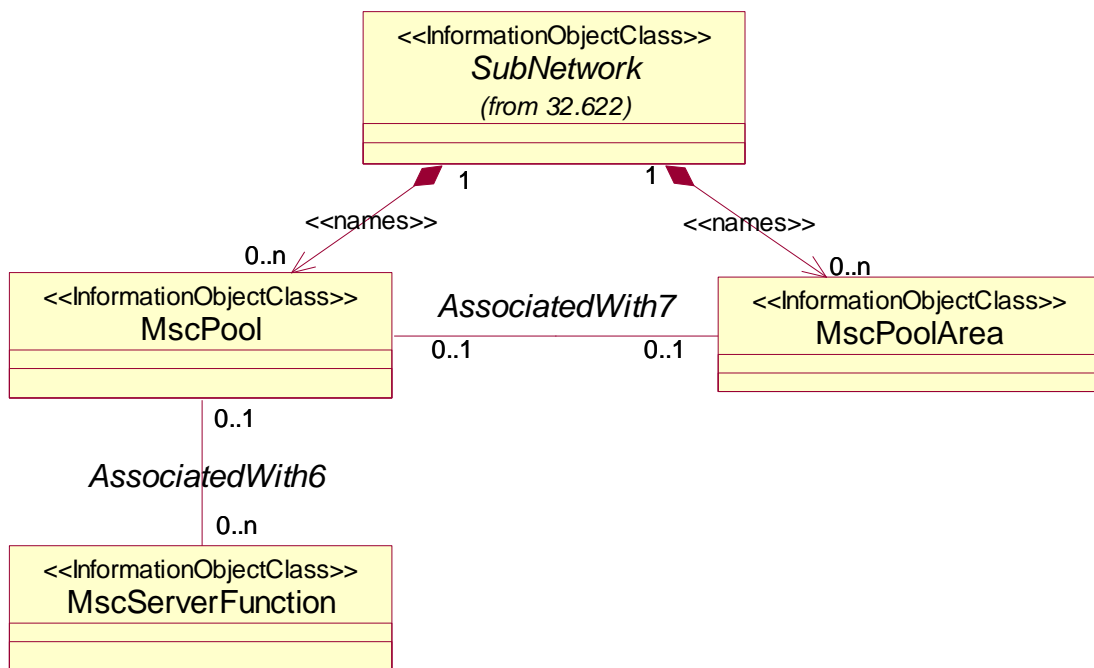 <<InformationObjectClass>>
SubNetwork
(from 32.622)
1
1
<<names>>
<<names>>
0..n
0..n
<<InformationObjectClass>>
MscPool
AssociatedWith7
0..1
0..1
<<InformationObjectClass>>
MscPoolArea
0..1
AssociatedWith6
0..n
<<InformationObjectClass>>
MscServerFunction